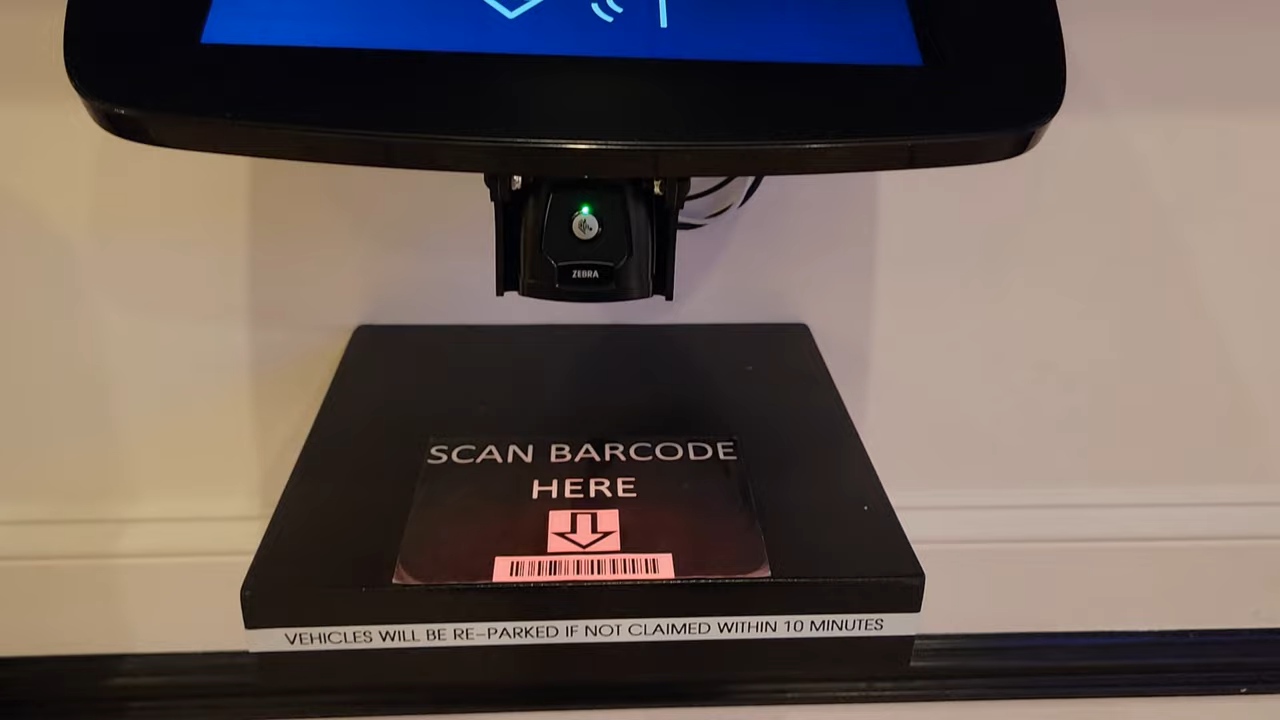 ZEBRA
SCAN BARCODE
HERE
VEHICLES WILL BE RE-PARKED IF NOT CLAIMED WITHIN 10 MINUTES